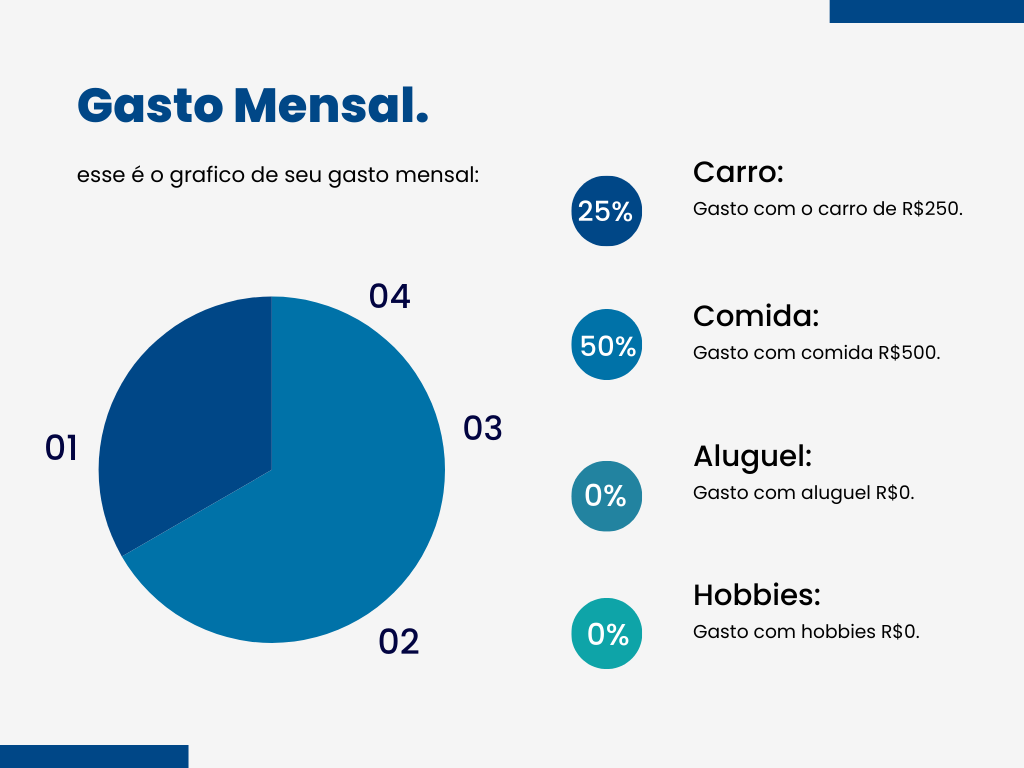 Gasto Mensal.
esse é o grafico de seu gasto mensal:
04
03
01
02
25%
Carro:
Gasto com o carro de R$250.
50%
Comida:
Gasto com comida R$500.
0%
Aluguel:
Gasto com aluguel R$0.
0%
Hobbies:
Gasto com hobbies R$0.